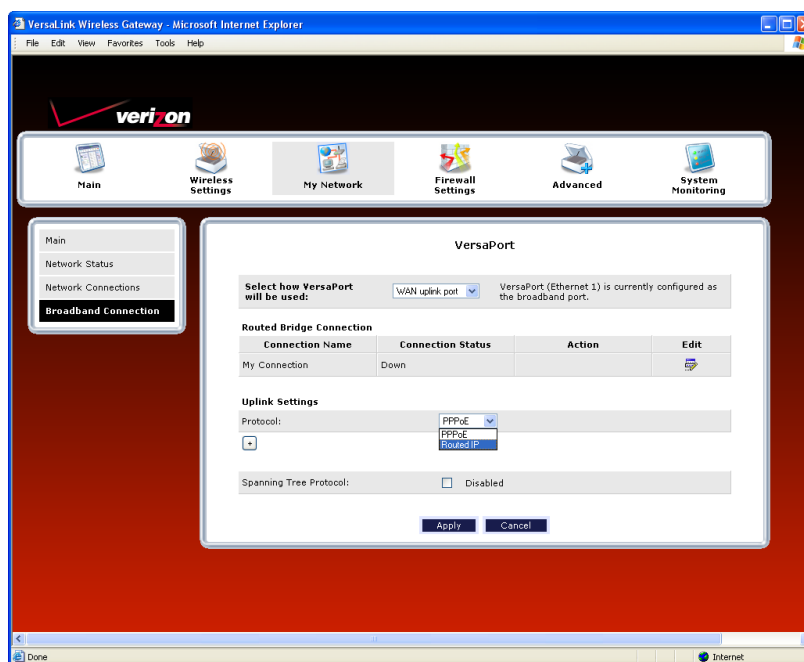 VersaLink Wireless Gateway - Microsoft Internet Explorer
File Edit View Favorites Tools Help
verizon
Main
Wireless Settings
My Network
Firewall Settings
Advanced
System Monitoring
Main
Network Status
Network Connections
Broadband Connection
VersaPort
Select how VersaPort will be used:
WAN uplink port
VersaPort (Ethernet 1) is currently configured as
the broadband port.
Routed Bridge Connection
Connection Name Connection Status Action Edit
My Connection Down
Uplink Settings
Protocol: PPPoE
PPPoE
Routed IP
+
Spanning Tree Protocol: Disabled
Apply Cancel
Done Internet